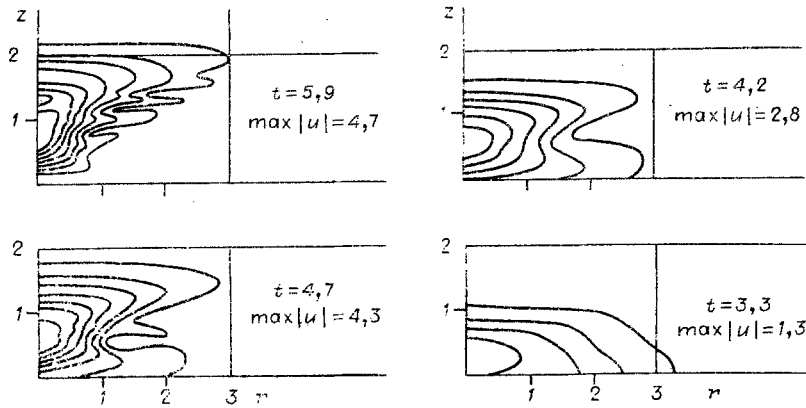 z
2
t=5,9
max|u|=4,7
1
z
2
t=4,2
max|u|=2,8
1
2
t=4,7
max|u|=4,3
1
1 2 3 r
2
t=3,3
max|u|=1,3
1
1 2 3 r